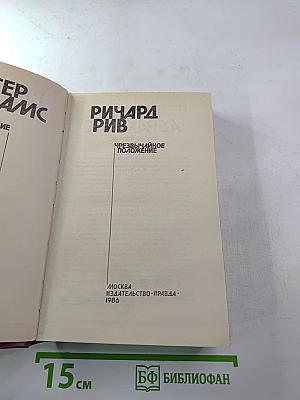 ТЕР
АМС
ИЕ
РИЧАРД
РИВ
ЧРЕЗВЫЧАЙНОЕ
ПОЛОЖЕНИЕ
МОСКВА
ИЗДАТЕЛЬСТВО·ПРАВДА·
1986
15 см
БФ БИБЛИОФАН